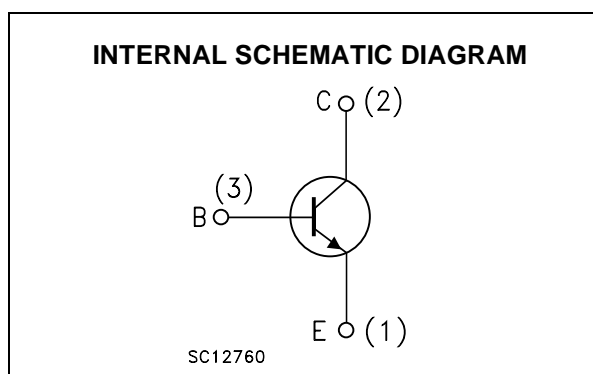 INTERNAL SCHEMATIC DIAGRAM
C (2)
(3)
B
E (1)
SC12760